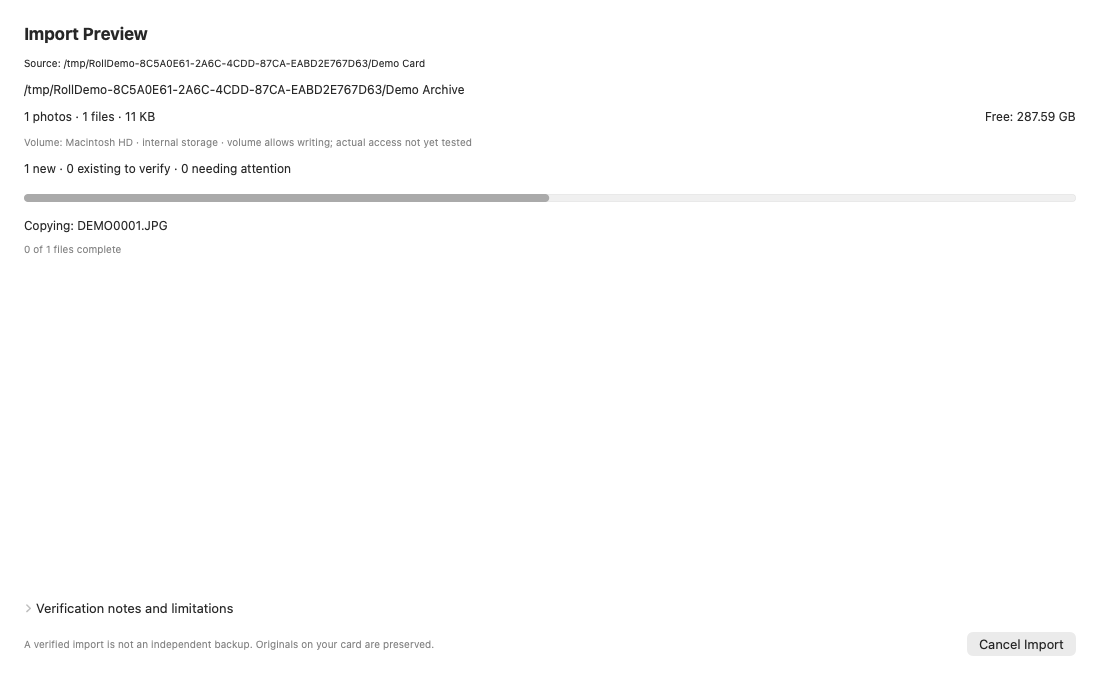 Import Preview
Source: /tmp/RollDemo-8C5A0E61-2A6C-4CDD-87CA-EABD2E767D63/Demo Card
/tmp/RollDemo-8C5A0E61-2A6C-4CDD-87CA-EABD2E767D63/Demo Archive
1 photos · 1 files · 11 KB Free: 287.59 GB
Volume: Macintosh HD · internal storage · volume allows writing; actual access not yet tested
1 new · 0 existing to verify · 0 needing attention
Copying: DEMO0001.JPG
0 of 1 files complete
Verification notes and limitations
A verified import is not an independent backup. Originals on your card are preserved.
Cancel Import